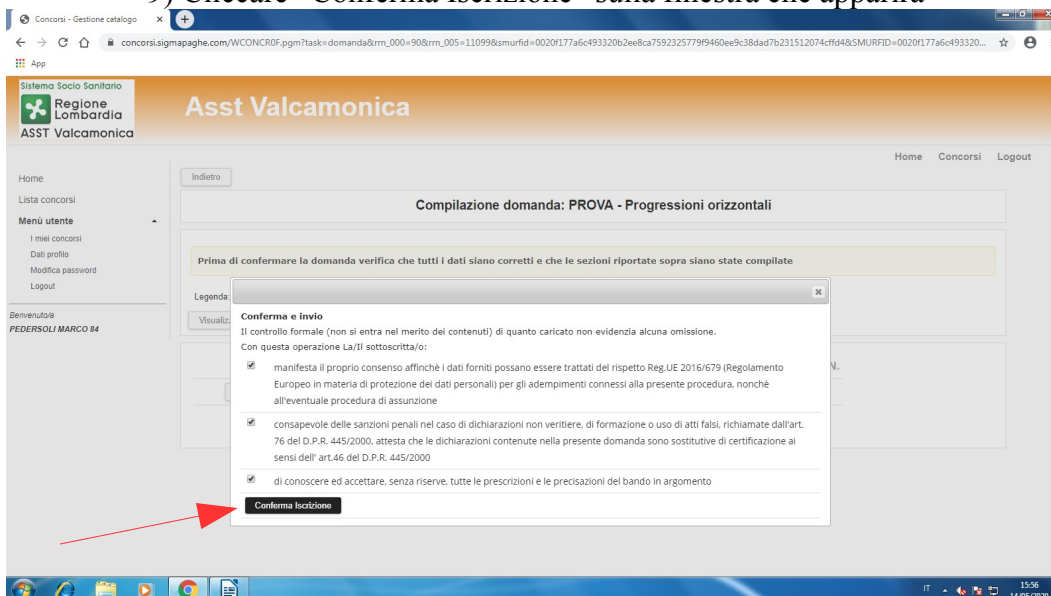 9) Cliccare "Conferma Iscrizione" sulla finestra che apparirà
Concorsi - Gestione catalogo
concorsi.sigmapaghe.com/WCONCR0F.pgm?task=domanda&rrn_000=90&rrn_005=11099&smurfid=0020f177a6c493320b2ee8ca7592325779f9460ee9c38dad7b231512074cffd4&SMURFID=0020f177a6c493320...
App
Sistema Socio Sanitario
Regione
Lombardia
ASST Valcamonica
Asst Valcamonica
Home Concorsi Logout
Home
Lista concorsi
Menù utente
I miei concorsi
Dati profilo
Modifica password
Logout
Benvenuto/a
PEDERSOLI MARCO 84
Indietro
Compilazione domanda: PROVA - Progressioni orizzontali
Prima di confermare la domanda verifica che tutti i dati siano corretti e che le sezioni riportate sopra siano state compilate
Legenda:
Visualiz
N.
Conferma e invio
Il controllo formale (non si entra nel merito dei contenuti) di quanto caricato non evidenzia alcuna omissione.
Con questa operazione La/Il sottoscritta/o:
manifesta il proprio consenso affinchè i dati forniti possano essere trattati del rispetto Reg.UE 2016/679 (Regolamento
Europeo in materia di protezione dei dati personali) per gli adempimenti connessi alla presente procedura, nonchè
all'eventuale procedura di assunzione
consapevole delle sanzioni penali nel caso di dichiarazioni non veritiere, di formazione o uso di atti falsi, richiamate dall'art.
76 del D.P.R. 445/2000, attesta che le dichiarazioni contenute nella presente domanda sono sostitutive di certificazione ai
sensi dell' art.46 del D.P.R. 445/2000
di conoscere ed accettare, senza riserve, tutte le prescrizioni e le precisazioni del bando in argomento
Conferma Iscrizione
IT
15:56
14/05/2020